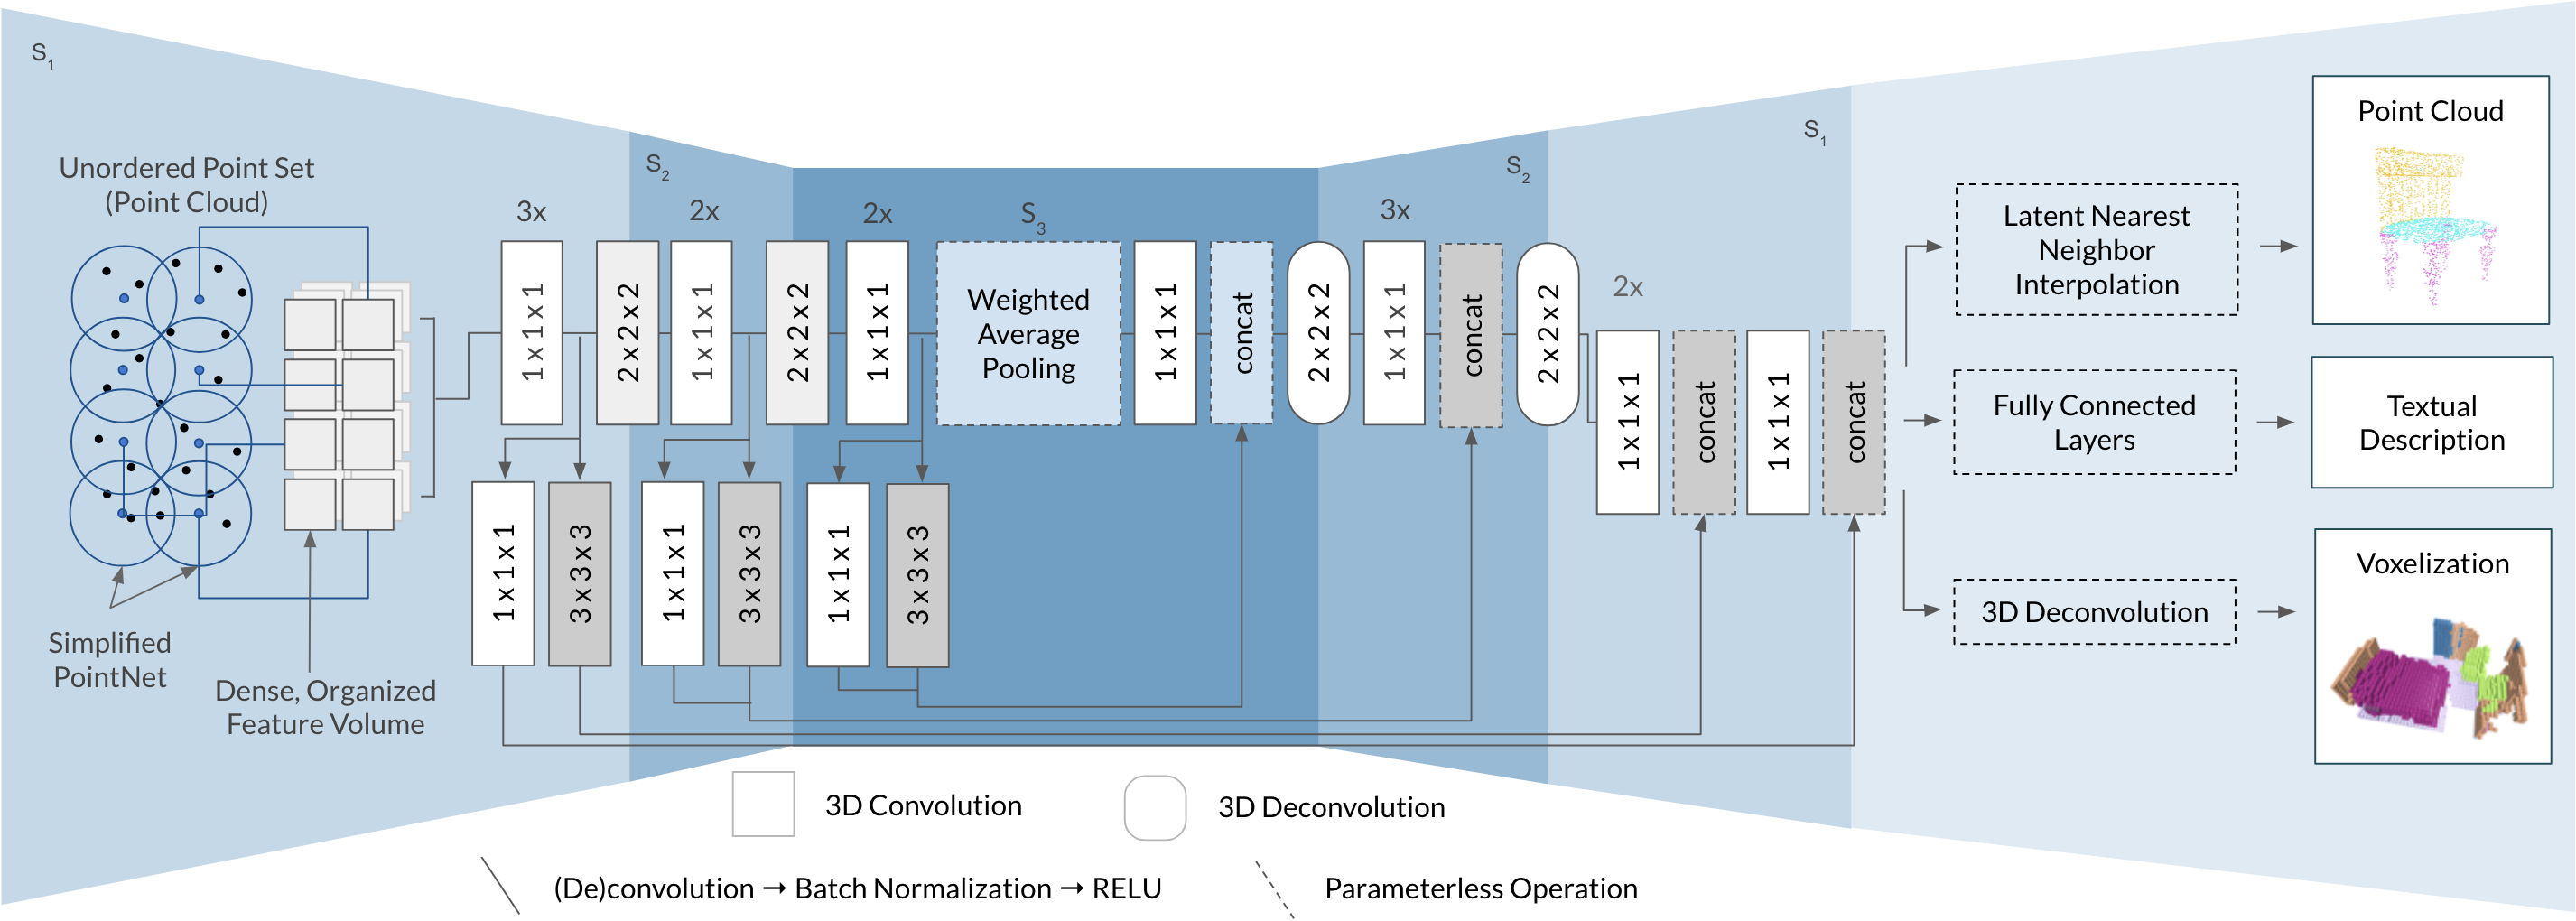 S1
Unordered Point Set
(Point Cloud)
Simplified
PointNet
Dense, Organized
Feature Volume
3x
1 x 1 x 1
1 x 1 x 1
3 x 3 x 3
S2
2x
2 x 2 x 2
1 x 1 x 1
1 x 1 x 1
3 x 3 x 3
2x
2 x 2 x 2
1 x 1 x 1
1 x 1 x 1
3 x 3 x 3
S3
Weighted
Average
Pooling
1 x 1 x 1
concat
2 x 2 x 2
3x
1 x 1 x 1
concat
S2
2 x 2 x 2
2x
1 x 1 x 1
concat
1 x 1 x 1
concat
S1
Latent Nearest
Neighbor
Interpolation
Fully Connected
Layers
3D Deconvolution
Point Cloud
Textual
Description
Voxelization
3D Convolution
3D Deconvolution
(De)convolution → Batch Normalization → RELU
Parameterless Operation